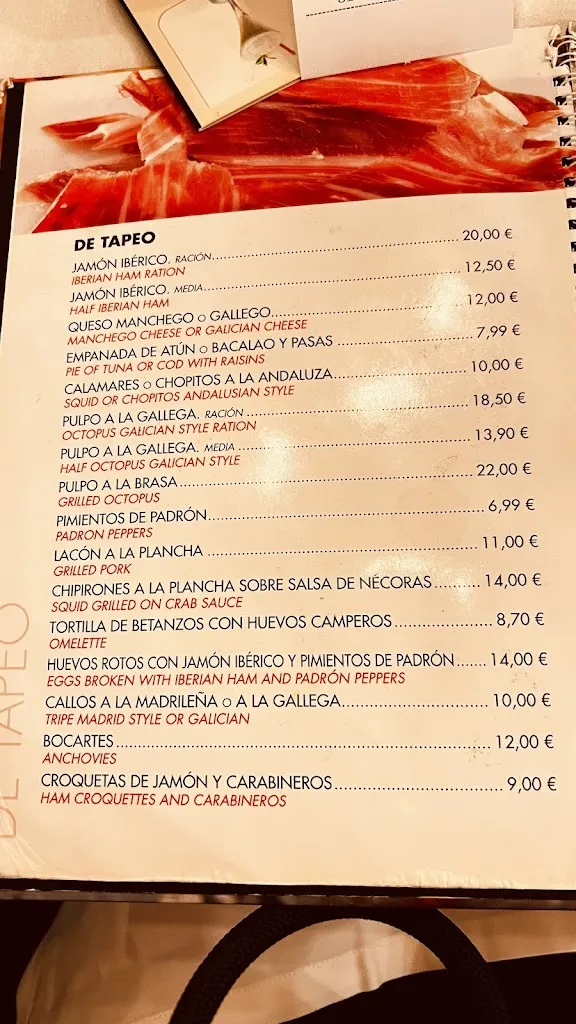 DE TAPEO
JAMÓN IBÉRICO. RACIÓN 20,00 €
IBERIAN HAM RATION
JAMÓN IBÉRICO. MEDIA 12,50 €
HALF IBERIAN HAM
QUESO MANCHEGO o GALLEGO 12,00 €
MANCHEGO CHEESE OR GALICIAN CHEESE
EMPANADA DE ATÚN o BACALAO Y PASAS 7,99 €
PIE OF TUNA OR COD WITH RAISINS
CALAMARES o CHOPITOS A LA ANDALUZA 10,00 €
SQUID OR CHOPITOS ANDALUSIAN STYLE
PULPO A LA GALLEGA. RACIÓN 18,50 €
OCTOPUS GALICIAN STYLE RATION
PULPO A LA GALLEGA. MEDIA 13,90 €
HALF OCTOPUS GALICIAN STYLE
PULPO A LA BRASA 22,00 €
GRILLED OCTOPUS
PIMIENTOS DE PADRÓN 6,99 €
PADRON PEPPERS
LACÓN A LA PLANCHA 11,00 €
GRILLED PORK
CHIPIRONES A LA PLANCHA SOBRE SALSA DE NÉCORAS 14,00 €
SQUID GRILLED ON CRAB SAUCE
TORTILLA DE BETANZOS CON HUEVOS CAMPEROS 8,70 €
OMELETTE
HUEVOS ROTOS CON JAMÓN IBÉRICO Y PIMIENTOS DE PADRÓN 14,00 €
EGGS BROKEN WITH IBERIAN HAM AND PADRÓN PEPPERS
CALLOS A LA MADRILEÑA o A LA GALLEGA 10,00 €
TRIPE MADRID STYLE OR GALICIAN
BOCARTES 12,00 €
ANCHOVIES
CROQUETAS DE JAMÓN Y CARABINEROS 9,00 €
HAM CROQUETTES AND CARABINEROS
DE TAPEO